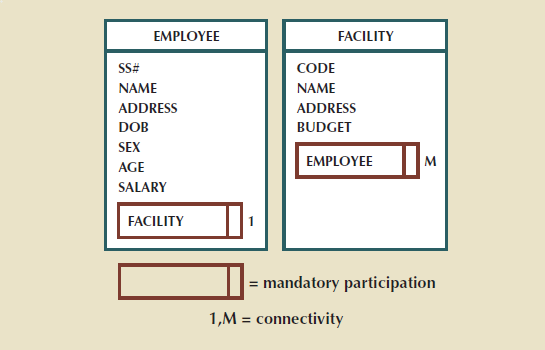 EMPLOYEE
SS#
NAME
ADDRESS
DOB
SEX
AGE
SALARY
FACILITY 1
FACILITY
CODE
NAME
ADDRESS
BUDGET
EMPLOYEE M
= mandatory participation
1,M = connectivity